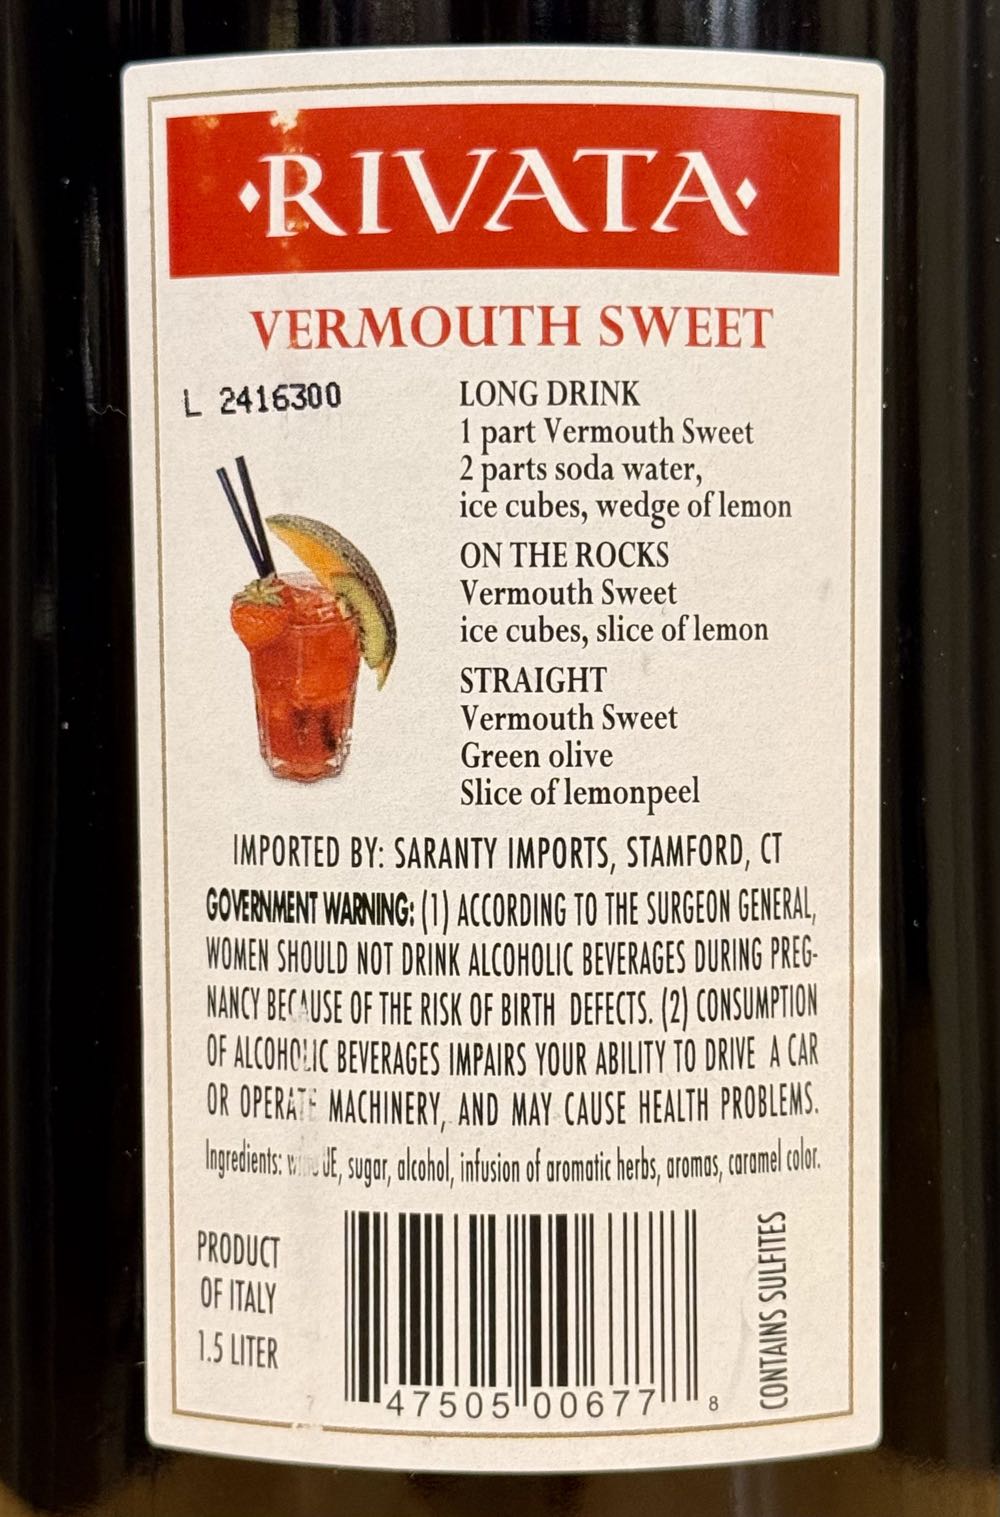 RIVATA
VERMOUTH SWEET
L 2416300
LONG DRINK
1 part Vermouth Sweet
2 parts soda water,
ice cubes, wedge of lemon
ON THE ROCKS
Vermouth Sweet
ice cubes, slice of lemon
STRAIGHT
Vermouth Sweet
Green olive
Slice of lemonpeel
IMPORTED BY: SARANTY IMPORTS, STAMFORD, CT
GOVERNMENT WARNING: (1) ACCORDING TO THE SURGEON GENERAL,
WOMEN SHOULD NOT DRINK ALCOHOLIC BEVERAGES DURING PREG-
NANCY BECAUSE OF THE RISK OF BIRTH DEFECTS. (2) CONSUMPTION
OF ALCOHOLIC BEVERAGES IMPAIRS YOUR ABILITY TO DRIVE A CAR
OR OPERATE MACHINERY, AND MAY CAUSE HEALTH PROBLEMS.
Ingredients: sugar, alcohol, infusion of aromatic herbs, aromas, caramel color.
PRODUCT
OF ITALY
1.5 LITER
7 47505 00677 8
CONTAINS SULFITES